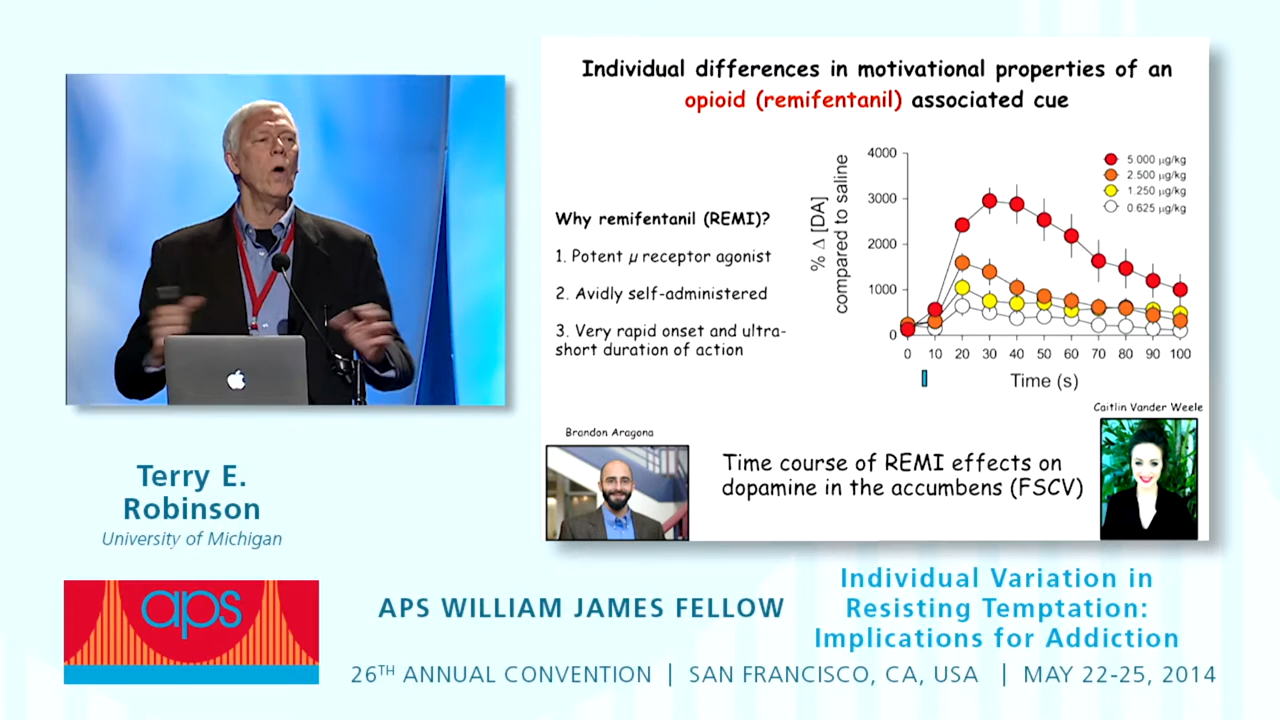 Individual differences in motivational properties of an
opioid (remifentanil) associated cue
Why remifentanil (REMI)?
1. Potent μ receptor agonist
2. Avidly self-administered
3. Very rapid onset and ultra-
short duration of action
% Δ [DA]
compared to saline
4000
3000
2000
1000
0
5.000 µg/kg
2.500 µg/kg
1.250 µg/kg
0.625 µg/kg
0 10 20 30 40 50 60 70 80 90 100
Time (s)
Brandon Aragona
Caitlin Vander Weele
Time course of REMI effects on
dopamine in the accumbens (FSCV)
Terry E.
Robinson
University of Michigan
aps
APS WILLIAM JAMES FELLOW
Individual Variation in
Resisting Temptation:
Implications for Addiction
26TH ANNUAL CONVENTION | SAN FRANCISCO, CA, USA | MAY 22-25, 2014